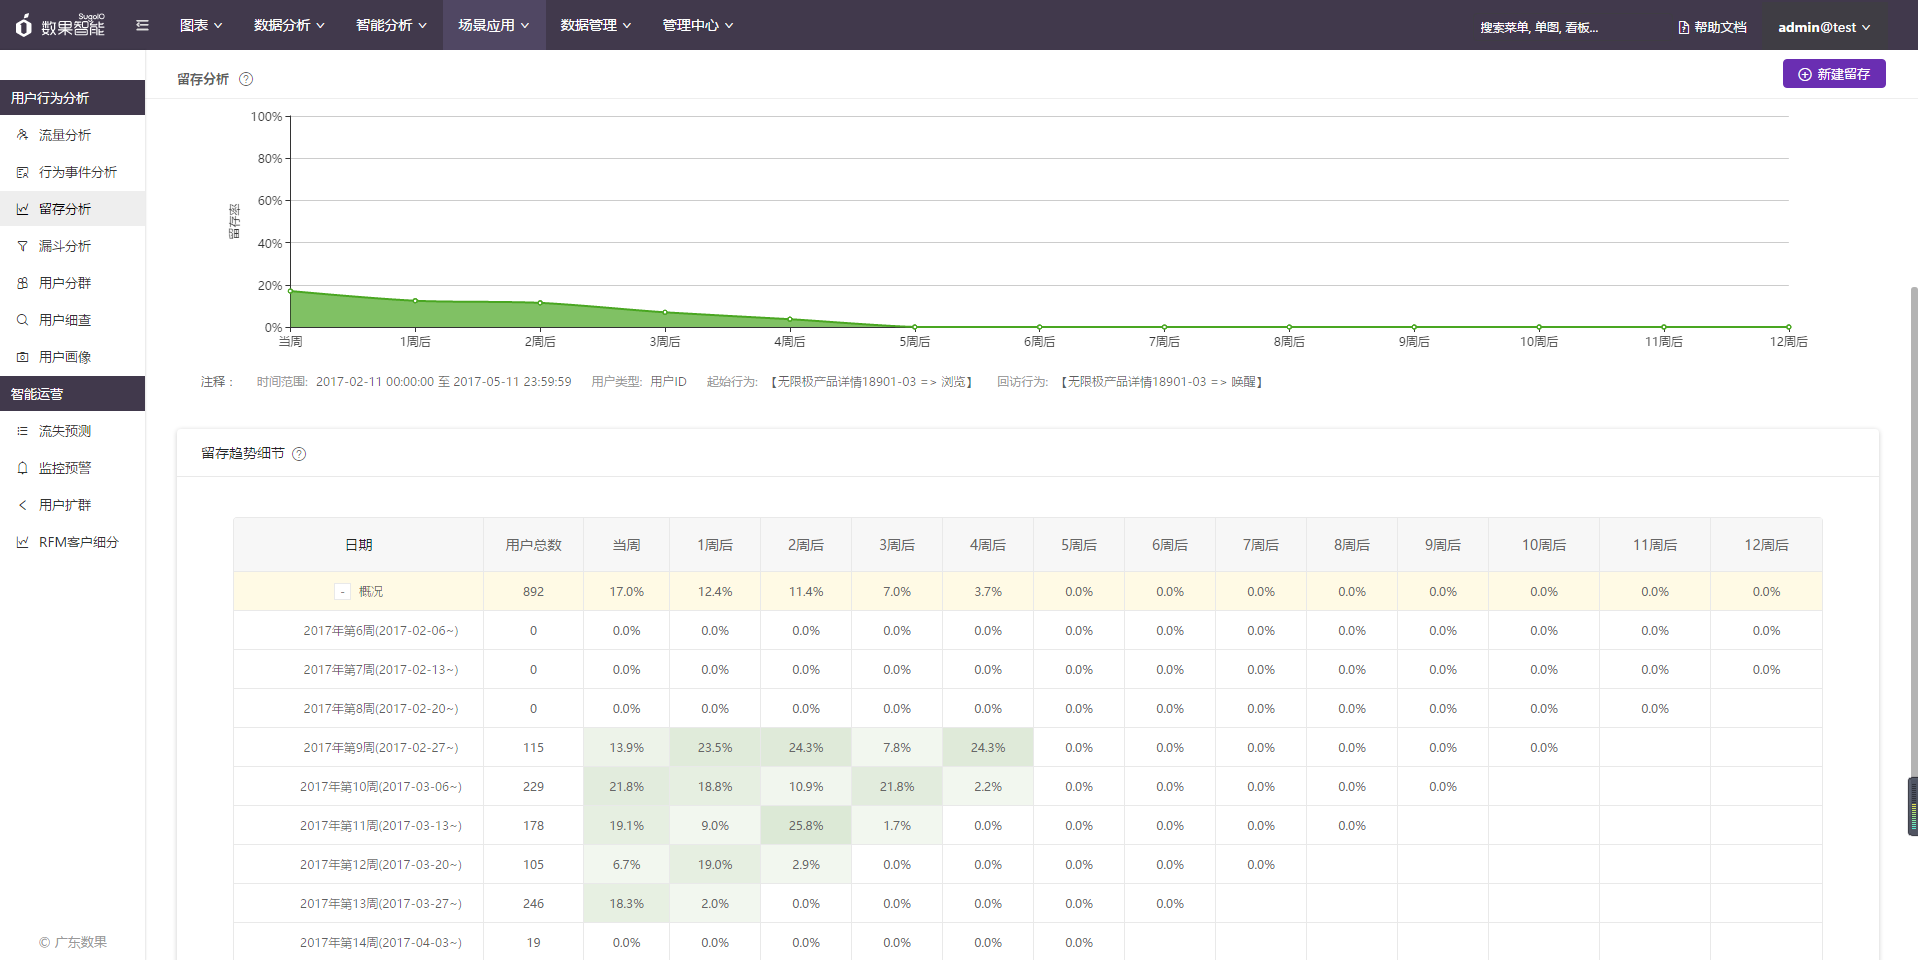 SugoIO
数果智能
图表
数据分析
智能分析
场景应用
数据管理
管理中心
搜索菜单, 单图, 看板...
帮助文档
admin@test
用户行为分析
流量分析
行为事件分析
留存分析
漏斗分析
用户分群
用户细查
用户画像
智能运营
流失预测
监控预警
用户扩群
RFM客户细分
© 广东数果
留存分析 ?
新建留存
留存率
100%
80%
60%
40%
20%
0%
当周 1周后 2周后 3周后 4周后 5周后 6周后 7周后 8周后 9周后 10周后 11周后 12周后
注释： 时间范围: 2017-02-11 00:00:00 至 2017-05-11 23:59:59 用户类型: 用户ID 起始行为: 【无限极产品详情18901-03 => 浏览】 回访行为: 【无限极产品详情18901-03 => 唤醒】
留存趋势细节 ?
日期 用户总数 当周 1周后 2周后 3周后 4周后 5周后 6周后 7周后 8周后 9周后 10周后 11周后 12周后
- 概况 892 17.0% 12.4% 11.4% 7.0% 3.7% 0.0% 0.0% 0.0% 0.0% 0.0% 0.0% 0.0% 0.0%
2017年第6周(2017-02-06~) 0 0.0% 0.0% 0.0% 0.0% 0.0% 0.0% 0.0% 0.0% 0.0% 0.0% 0.0% 0.0% 0.0%
2017年第7周(2017-02-13~) 0 0.0% 0.0% 0.0% 0.0% 0.0% 0.0% 0.0% 0.0% 0.0% 0.0% 0.0% 0.0% 0.0%
2017年第8周(2017-02-20~) 0 0.0% 0.0% 0.0% 0.0% 0.0% 0.0% 0.0% 0.0% 0.0% 0.0% 0.0% 0.0%
2017年第9周(2017-02-27~) 115 13.9% 23.5% 24.3% 7.8% 24.3% 0.0% 0.0% 0.0% 0.0% 0.0% 0.0%
2017年第10周(2017-03-06~) 229 21.8% 18.8% 10.9% 21.8% 2.2% 0.0% 0.0% 0.0% 0.0% 0.0%
2017年第11周(2017-03-13~) 178 19.1% 9.0% 25.8% 1.7% 0.0% 0.0% 0.0% 0.0% 0.0%
2017年第12周(2017-03-20~) 105 6.7% 19.0% 2.9% 0.0% 0.0% 0.0% 0.0% 0.0%
2017年第13周(2017-03-27~) 246 18.3% 2.0% 0.0% 0.0% 0.0% 0.0% 0.0%
2017年第14周(2017-04-03~) 19 0.0% 0.0% 0.0% 0.0% 0.0% 0.0%